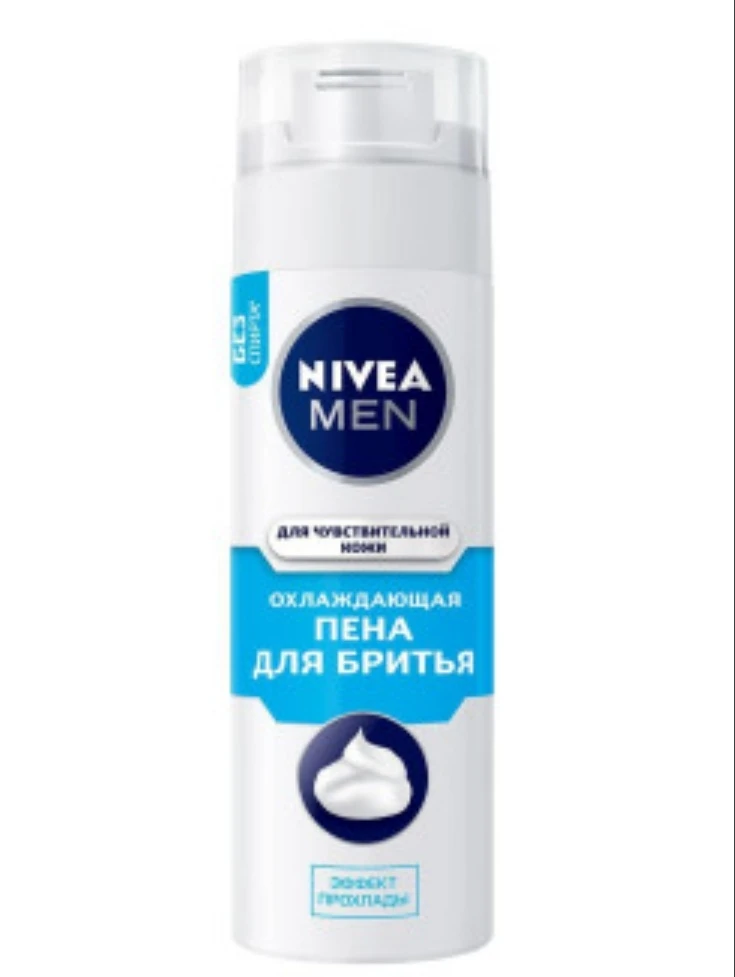 БЕЗ
СПИРТА
NIVEA
MEN
ДЛЯ ЧУВСТВИТЕЛЬНОЙ
КОЖИ
ОХЛАЖДАЮЩАЯ
ПЕНА
ДЛЯ БРИТЬЯ
ЭФФЕКТ
ПРОХЛАДЫ